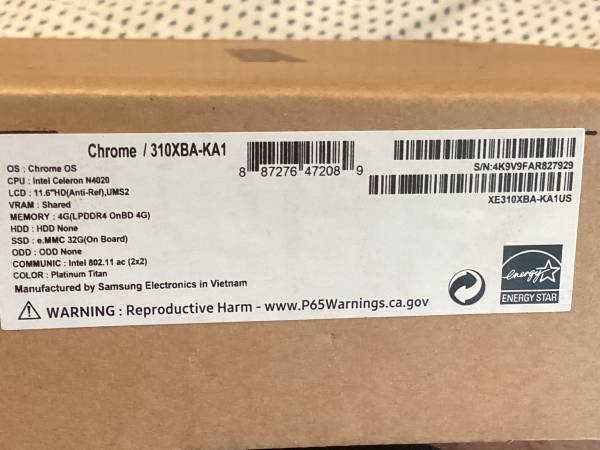 Chrome / 310XBA-KA1
8 87276 47208 9
S/N:4K9V9FAR827929
XE310XBA-KA1US
OS : Chrome OS
CPU : Intel Celeron N4020
LCD : 11.6"HD(Anti-Ref),UMS2
VRAM : Shared
MEMORY : 4G(LPDDR4 OnBD 4G)
HDD : HDD None
SSD : e.MMC 32G(On Board)
ODD : ODD None
COMMUNIC : Intel 802.11 ac (2x2)
COLOR : Platinum Titan
Manufactured by Samsung Electronics in Vietnam
WARNING : Reproductive Harm - www.P65Warnings.ca.gov
energy
ENERGY STAR